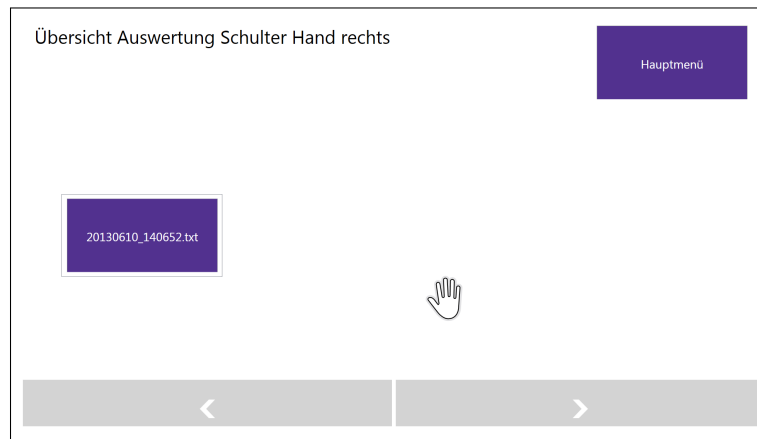 Übersicht Auswertung Schulter Hand rechts
Hauptmenü
20130610_140652.txt